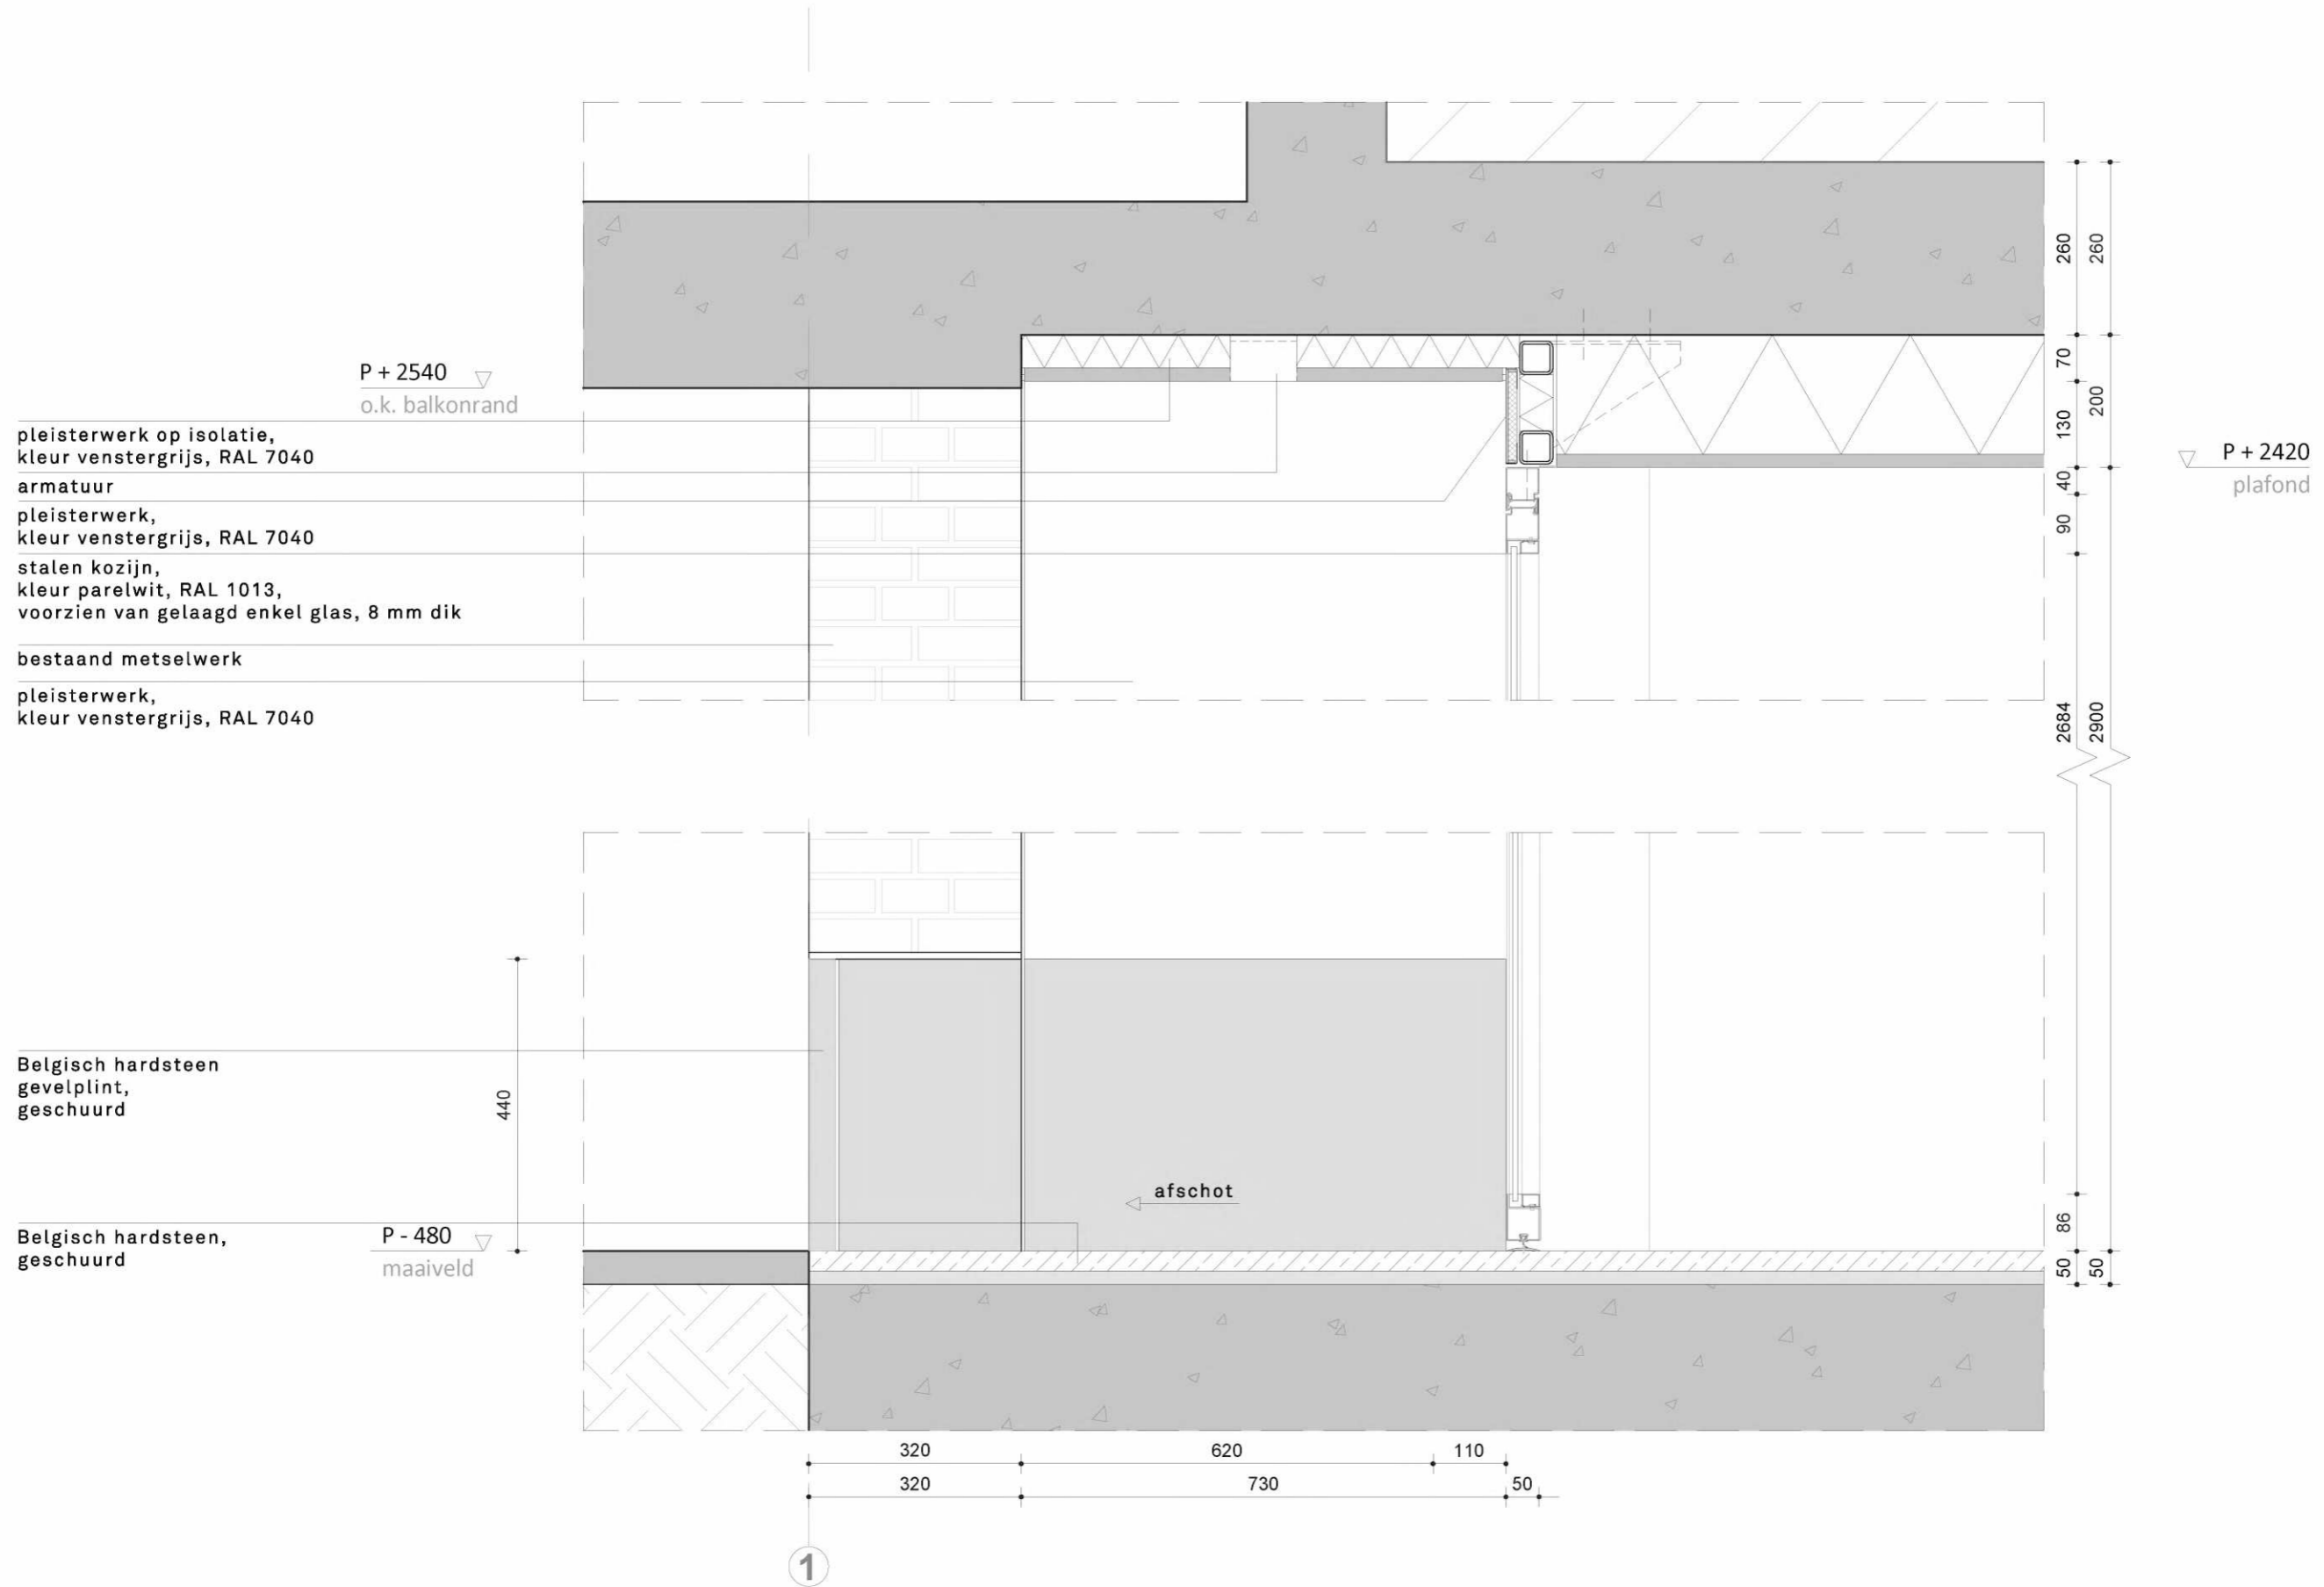 P + 2540
o.k. balkonrand
pleisterwerk op isolatie,
kleur venstergrijs, RAL 7040
armatuur
pleisterwerk,
kleur venstergrijs, RAL 7040
stalen kozijn,
kleur parelwit, RAL 1013,
voorzien van gelaagd enkel glas, 8 mm dik
bestaand metselwerk
pleisterwerk,
kleur venstergrijs, RAL 7040
260
260
70
200
130
P + 2420
plafond
40
90
2684
2900
Belgisch hardsteen
gevelplint,
geschuurd
440
afschot
Belgisch hardsteen,
geschuurd
P - 480
maaiveld
86
50
50
320
620
110
320
730
50
1